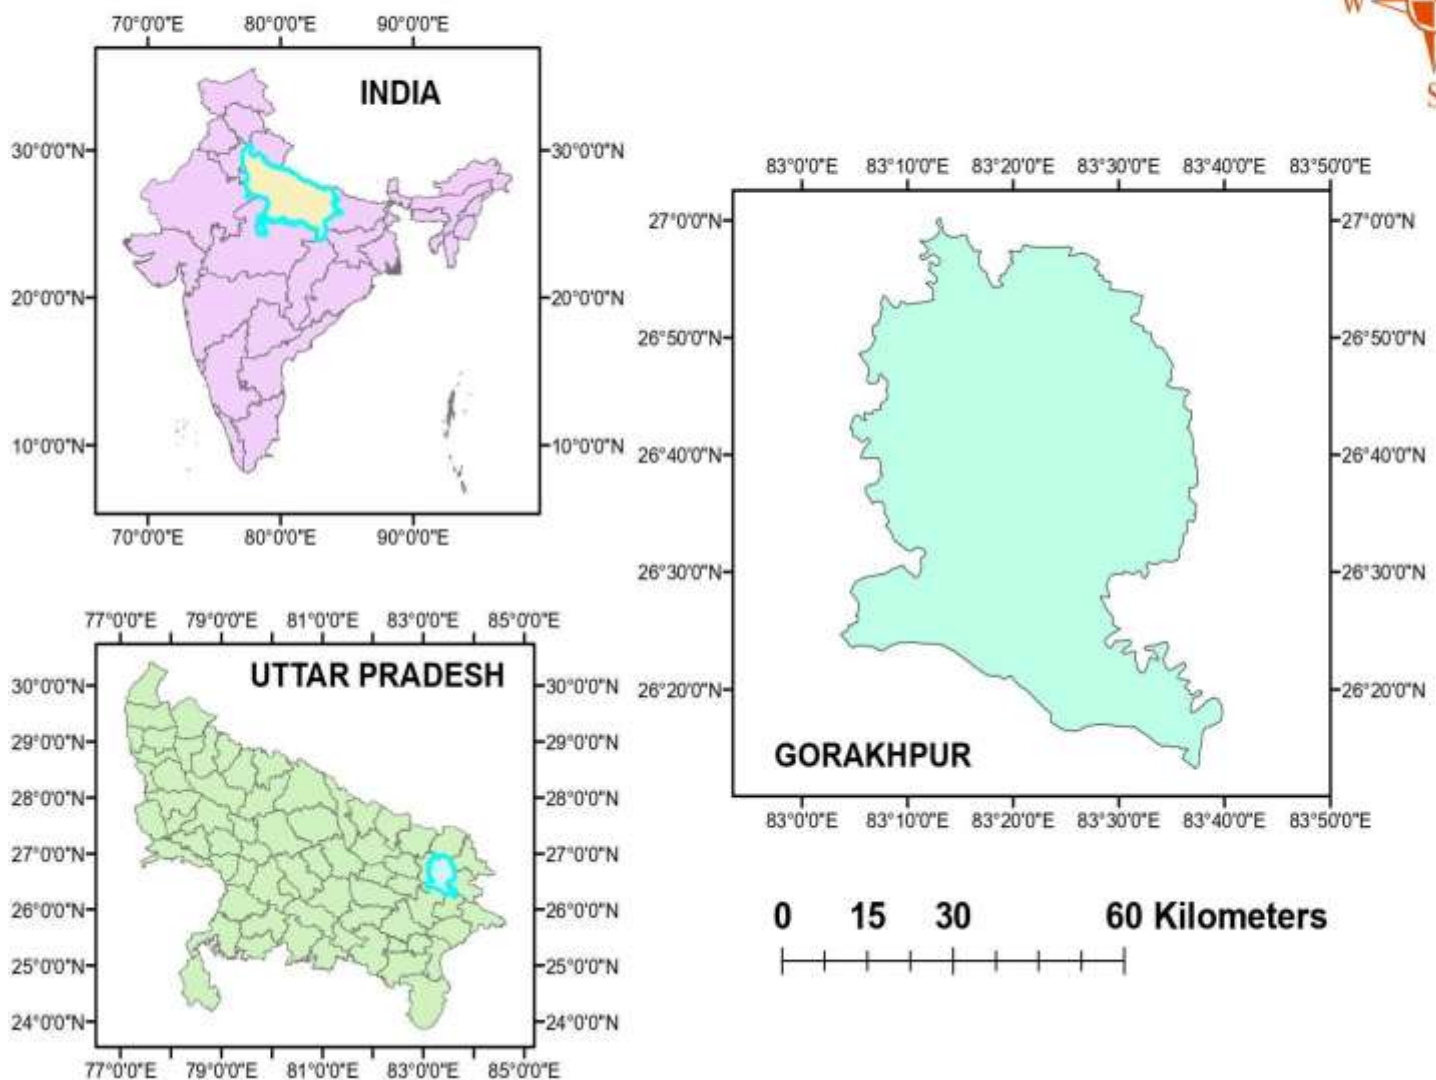 70°0'0"E 80°0'0"E 90°0'0"E
INDIA
30°0'0"N 30°0'0"N
20°0'0"N 20°0'0"N
10°0'0"N 10°0'0"N
70°0'0"E 80°0'0"E 90°0'0"E
W
S
83°0'0"E 83°10'0"E 83°20'0"E 83°30'0"E 83°40'0"E 83°50'0"E
27°0'0"N 27°0'0"N
26°50'0"N 26°50'0"N
26°40'0"N 26°40'0"N
26°30'0"N 26°30'0"N
26°20'0"N 26°20'0"N
GORAKHPUR
83°0'0"E 83°10'0"E 83°20'0"E 83°30'0"E 83°40'0"E 83°50'0"E
77°0'0"E 79°0'0"E 81°0'0"E 83°0'0"E 85°0'0"E
UTTAR PRADESH
30°0'0"N 30°0'0"N
29°0'0"N 29°0'0"N
28°0'0"N 28°0'0"N
27°0'0"N 27°0'0"N
26°0'0"N 26°0'0"N
25°0'0"N 25°0'0"N
24°0'0"N 24°0'0"N
77°0'0"E 79°0'0"E 81°0'0"E 83°0'0"E 85°0'0"E
0 15 30 60 Kilometers